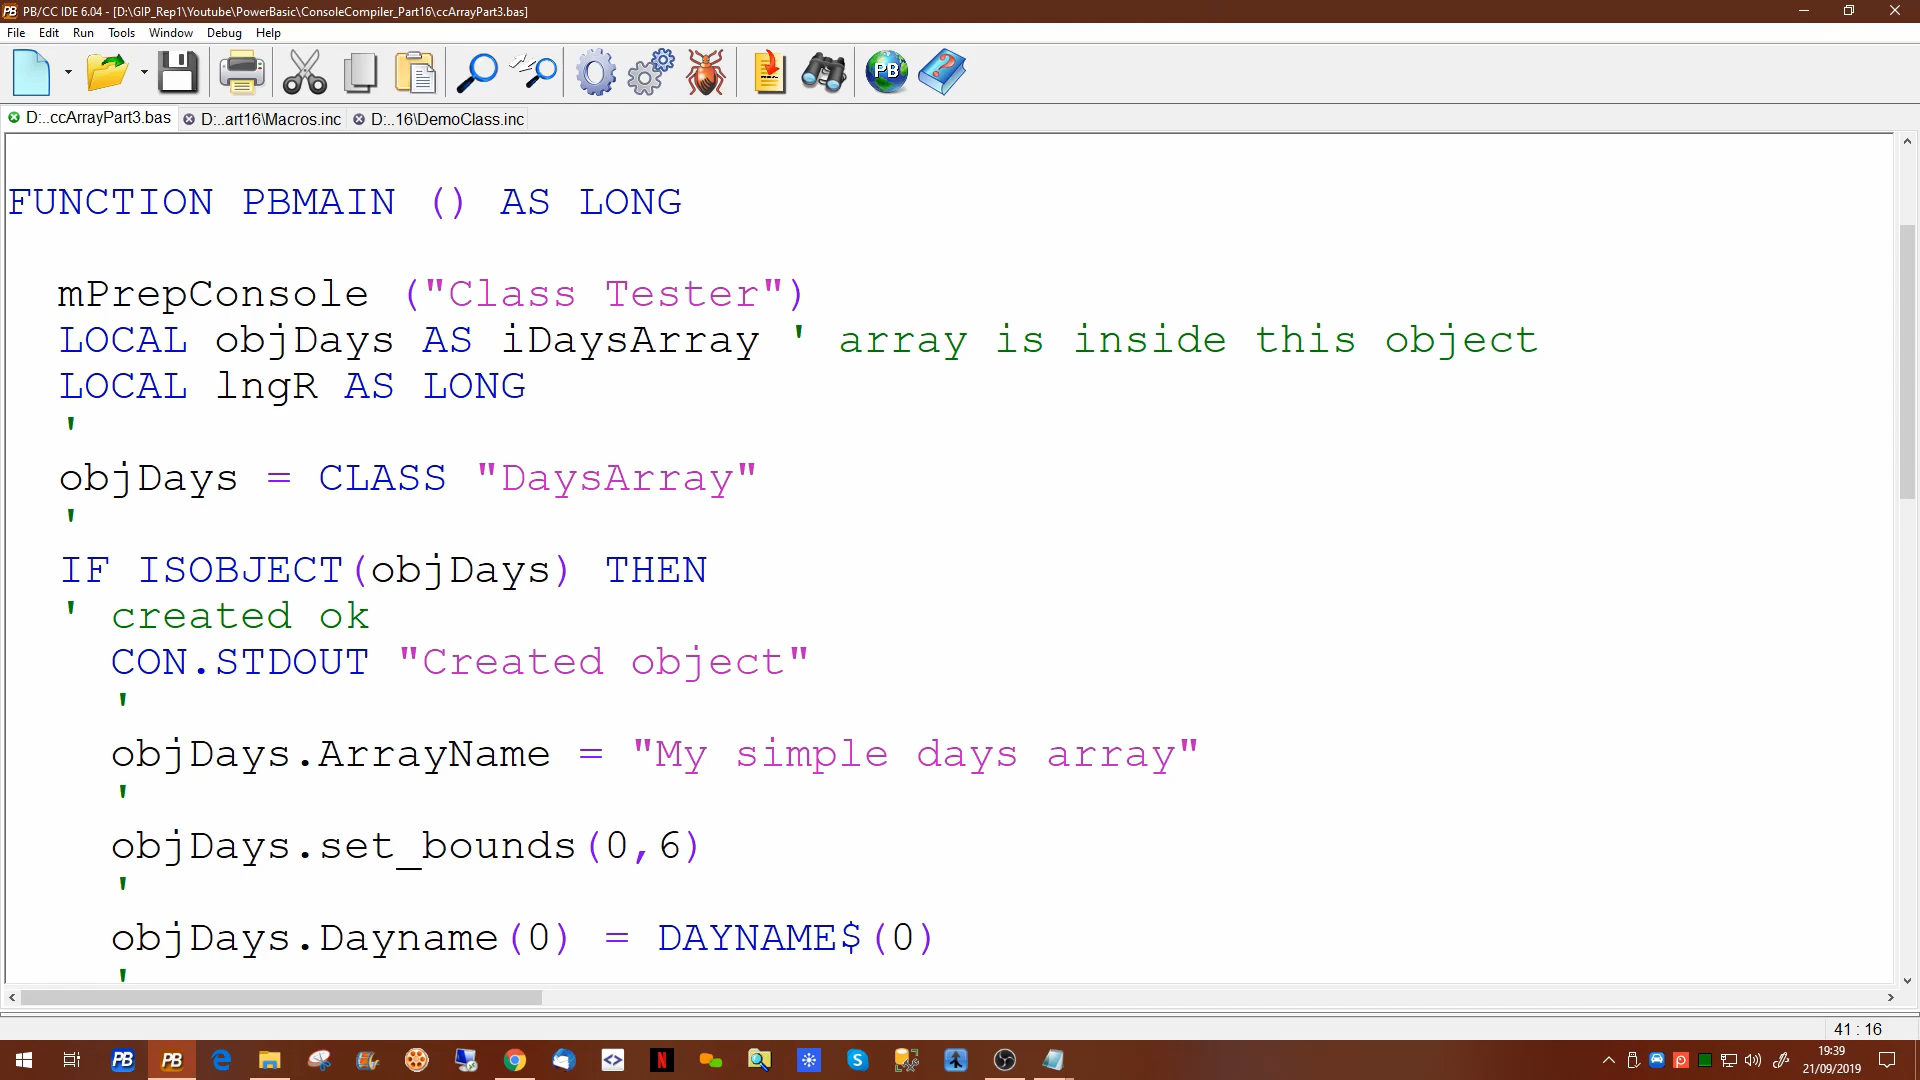 PB/CC IDE 6.04 - [D:\GIP_Rep1\Youtube\PowerBasic\ConsoleCompiler_Part16\ccArrayPart3.bas]
File Edit Run Tools Window Debug Help
D:..ccArrayPart3.bas D:..art16\Macros.inc D:..16\DemoClass.inc
FUNCTION PBMAIN () AS LONG
mPrepConsole ("Class Tester")
LOCAL objDays AS iDaysArray ' array is inside this object
LOCAL lngR AS LONG
'
objDays = CLASS "DaysArray"
'
IF ISOBJECT(objDays) THEN
' created ok
CON.STDOUT "Created object"
'
objDays.ArrayName = "My simple days array"
'
objDays.set_bounds(0,6)
'
objDays.Dayname(0) = DAYNAME$(0)
'
41 : 16
19:39
21/09/2019